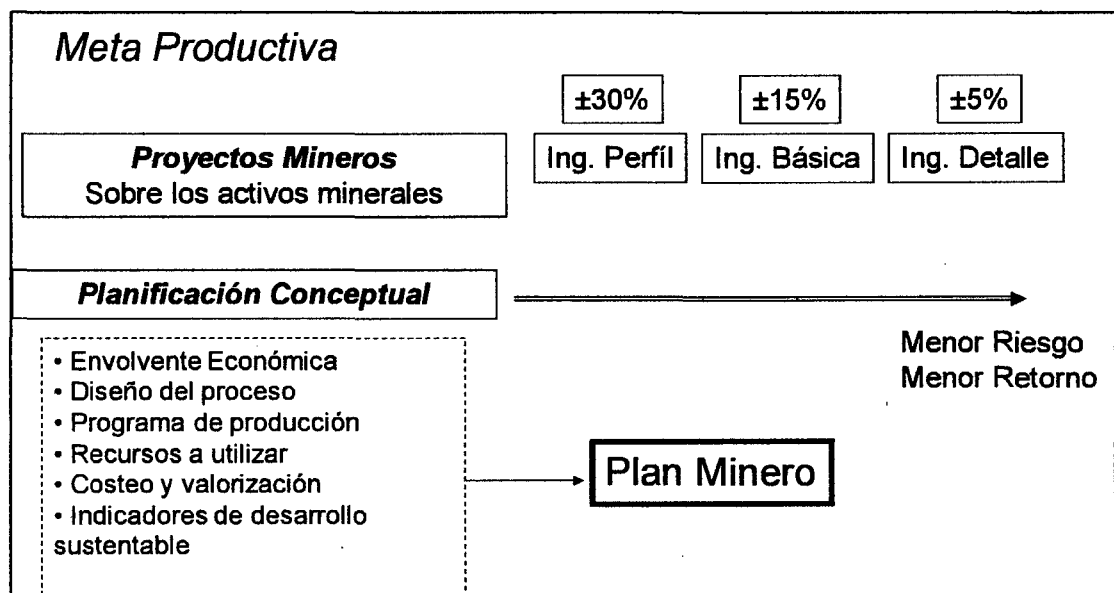 Meta Productiva
±30% ±15% ±5%
Proyectos Mineros
Sobre los activos minerales
Ing. Perfíl Ing. Básica Ing. Detalle
Planificación Conceptual
Menor Riesgo
Menor Retorno
• Envolvente Económica
• Diseño del proceso
• Programa de producción
• Recursos a utilizar
• Costeo y valorización
• Indicadores de desarrollo
sustentable
Plan Minero